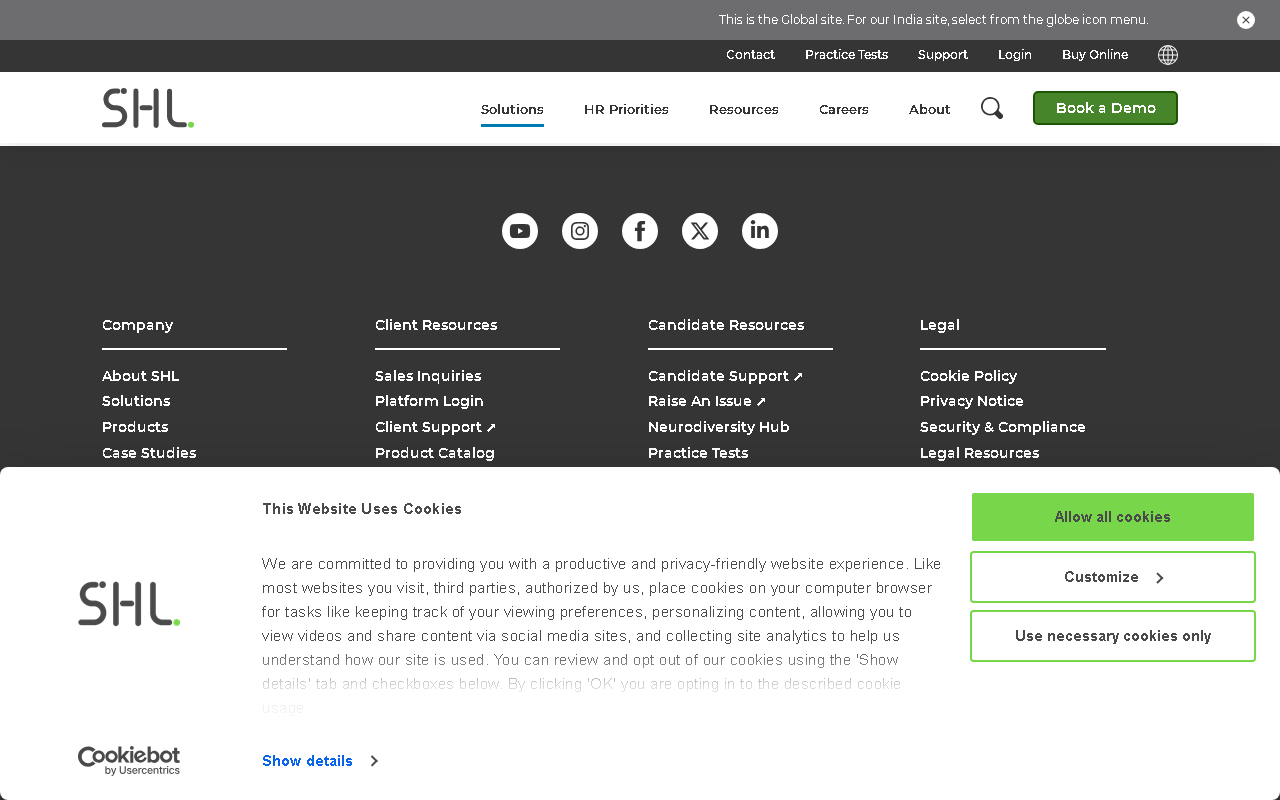 This is the Global site. For our India site, select from the globe icon menu.
Contact Practice Tests Support Login Buy Online
SHL.
Solutions HR Priorities Resources Careers About Book a Demo
Company
About SHL
Solutions
Products
Case Studies
Client Resources
Sales Inquiries
Platform Login
Client Support ↗
Product Catalog
Candidate Resources
Candidate Support ↗
Raise An Issue ↗
Neurodiversity Hub
Practice Tests
Legal
Cookie Policy
Privacy Notice
Security & Compliance
Legal Resources
SHL.
Cookiebot
by Usercentrics
This Website Uses Cookies
We are committed to providing you with a productive and privacy-friendly website experience. Like
most websites you visit, third parties, authorized by us, place cookies on your computer browser
for tasks like keeping track of your viewing preferences, personalizing content, allowing you to
view videos and share content via social media sites, and collecting site analytics to help us
understand how our site is used. You can review and opt out of our cookies using the 'Show
details' tab and checkboxes below. By clicking 'OK' you are opting in to the described cookie
usage.
Show details
Allow all cookies
Customize
Use necessary cookies only